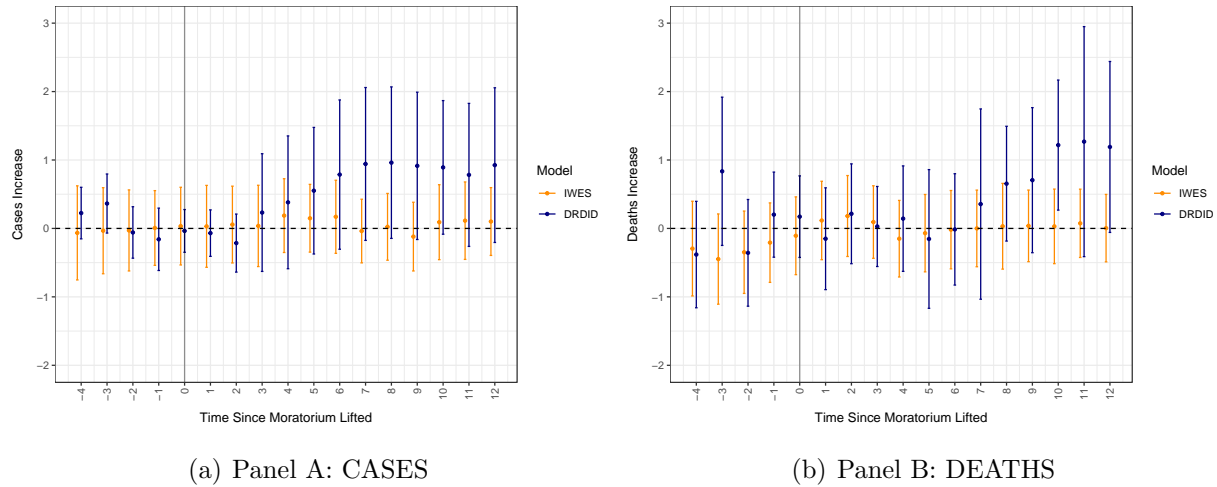 3
2
1
0
−1
−2
Cases Increase
−4 −3 −2 −1 0 1 2 3 4 5 6 7 8 9 10 11 12
Time Since Moratorium Lifted
Model
IWES
DRDID
(a) Panel A: CASES
3
2
1
0
−1
−2
Deaths Increase
−4 −3 −2 −1 0 1 2 3 4 5 6 7 8 9 10 11 12
Time Since Moratorium Lifted
Model
IWES
DRDID
(b) Panel B: DEATHS